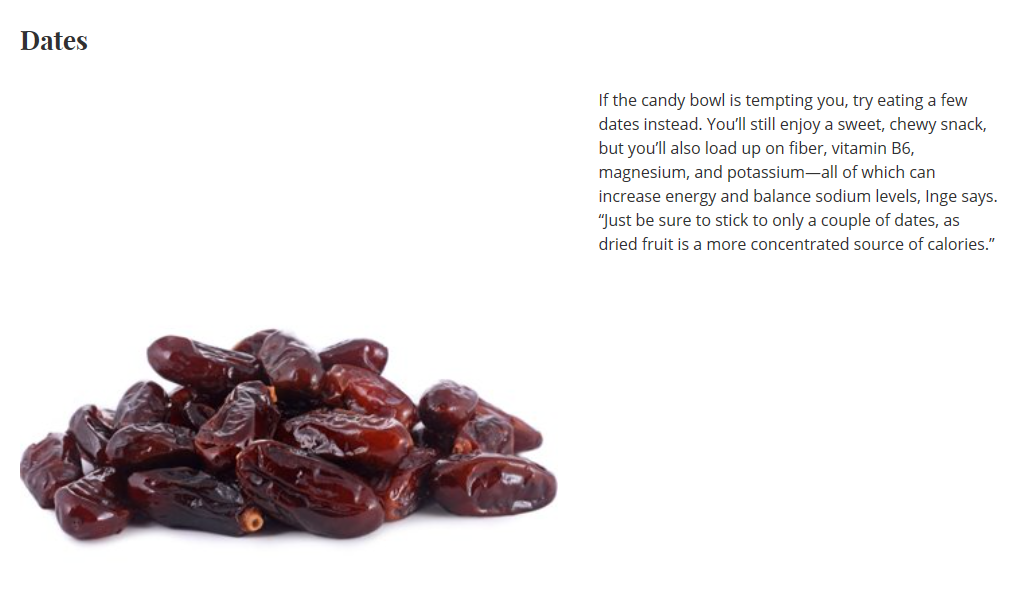 Dates
If the candy bowl is tempting you, try eating a few
dates instead. You’ll still enjoy a sweet, chewy snack,
but you’ll also load up on fiber, vitamin B6,
magnesium, and potassium—all of which can
increase energy and balance sodium levels, Inge says.
“Just be sure to stick to only a couple of dates, as
dried fruit is a more concentrated source of calories.”